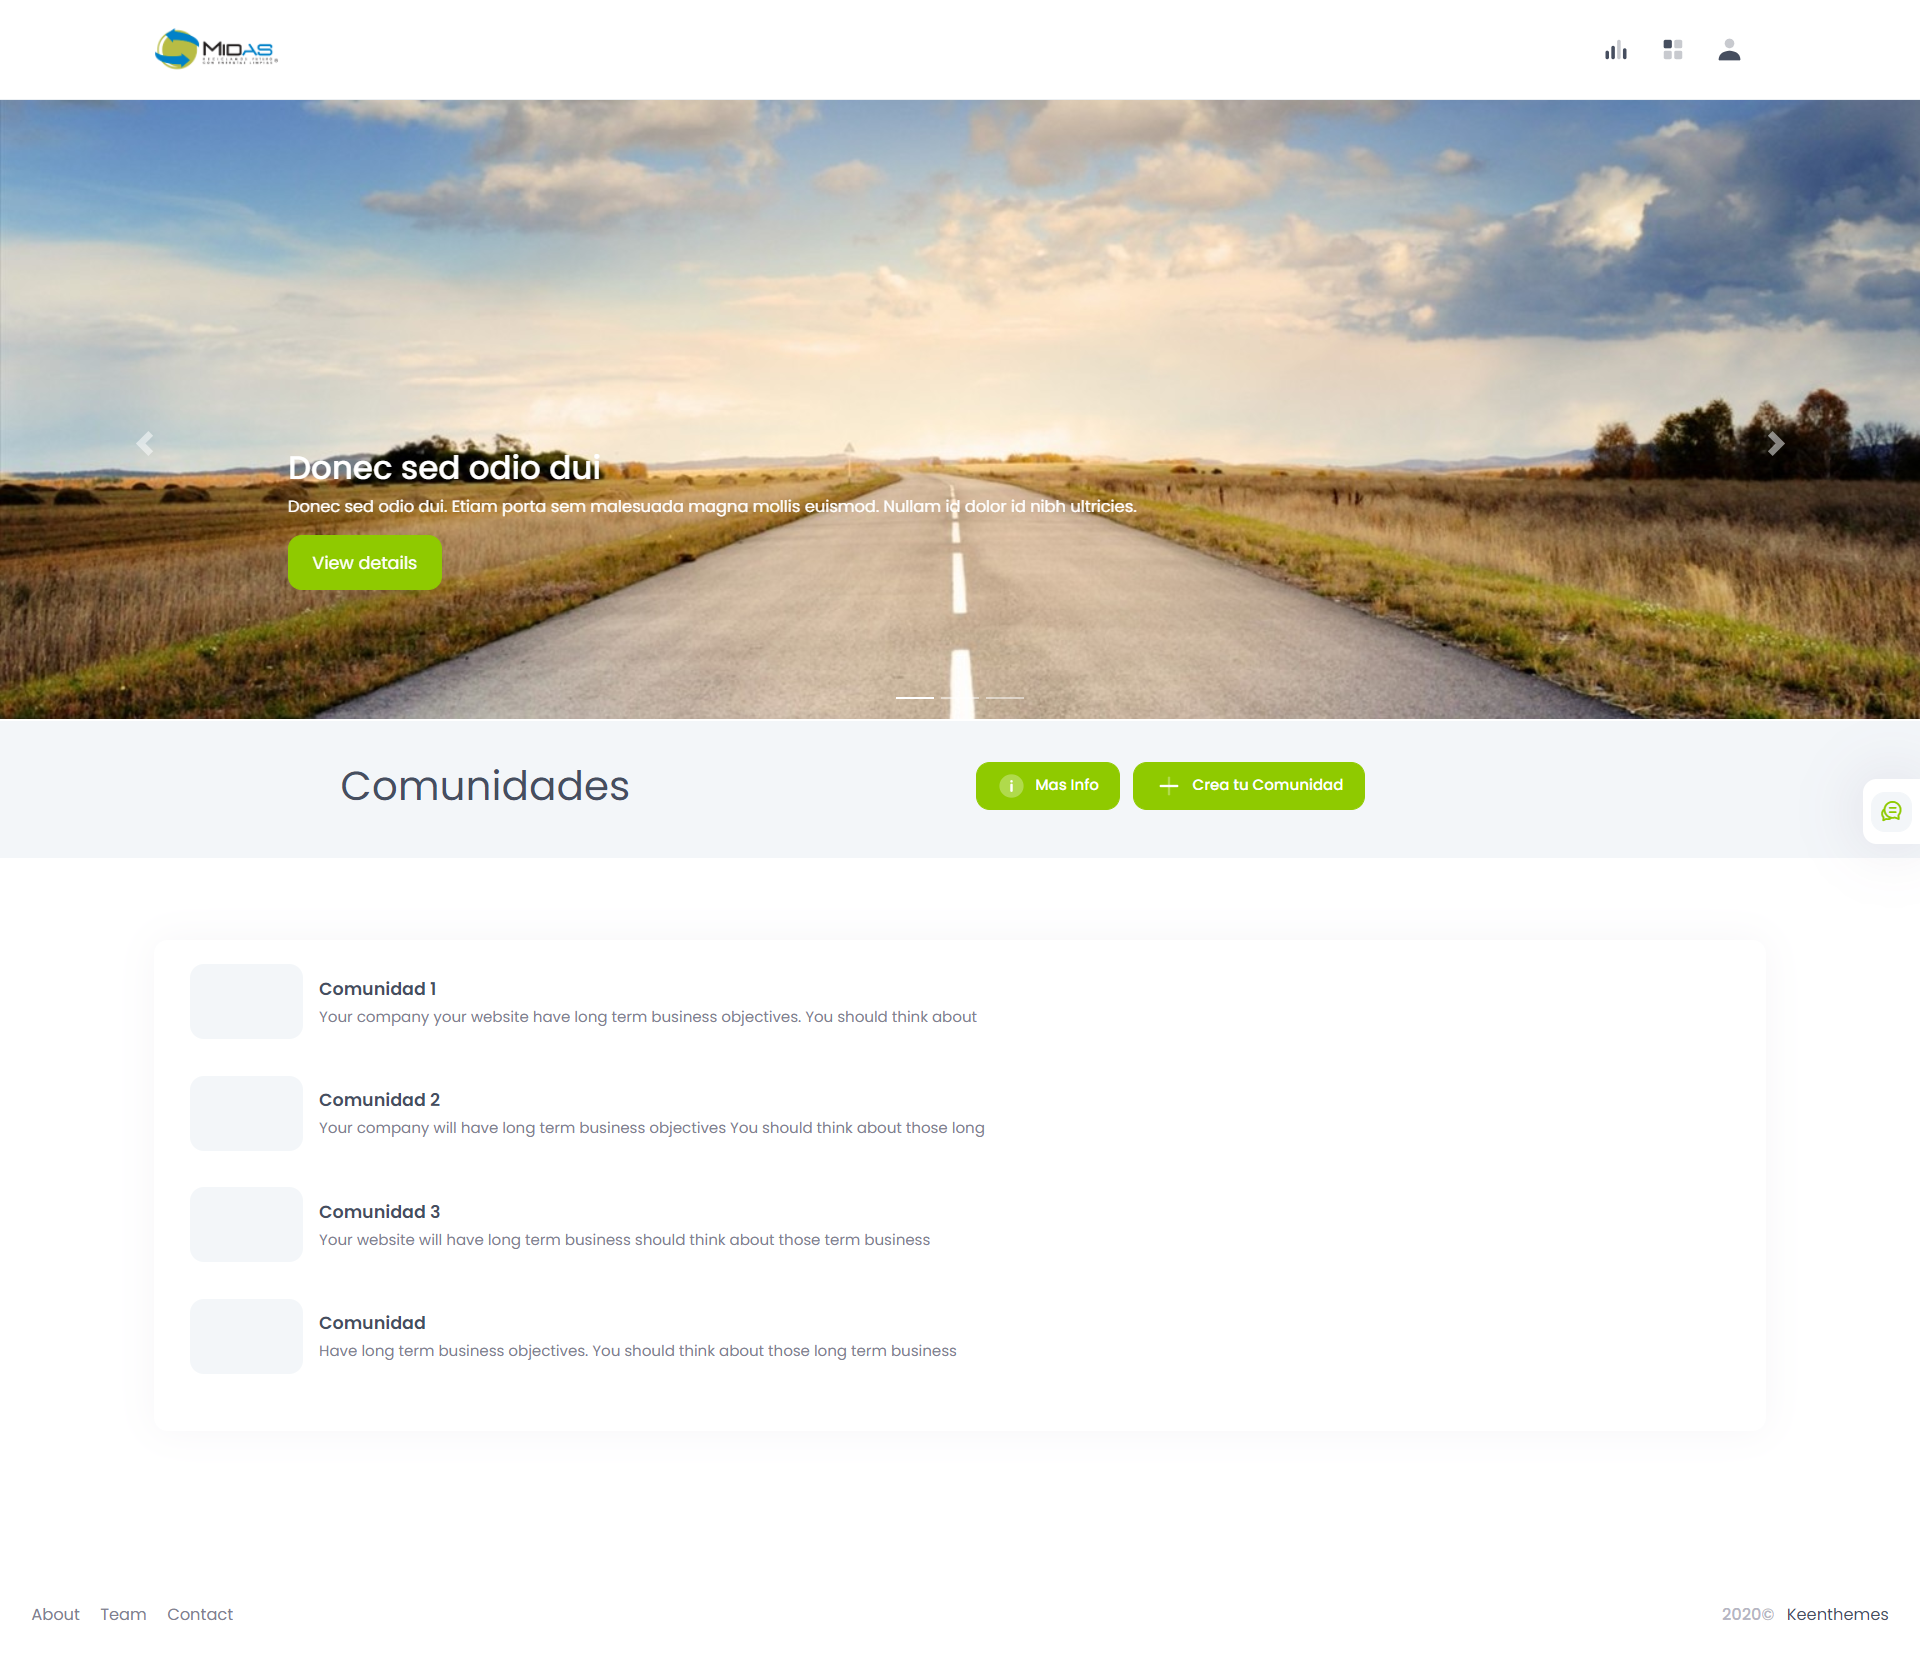 MIDAS
Donec sed odio dui
Donec sed odio dui. Etiam porta sem malesuada magna mollis euismod. Nullam id dolor id nibh ultricies.
View details
Comunidades
Mas Info
Crea tu Comunidad
Comunidad 1
Your company your website have long term business objectives. You should think about
Comunidad 2
Your company will have long term business objectives You should think about those long
Comunidad 3
Your website will have long term business should think about those term business
Comunidad
Have long term business objectives. You should think about those long term business
About Team Contact
2020© Keenthemes